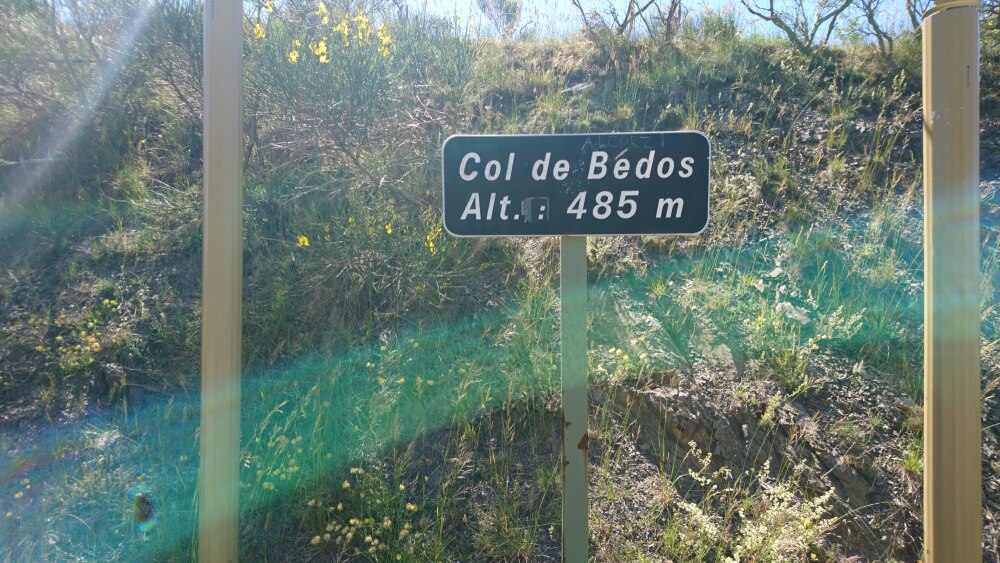 Col de Bedos
Alt. : 485 m